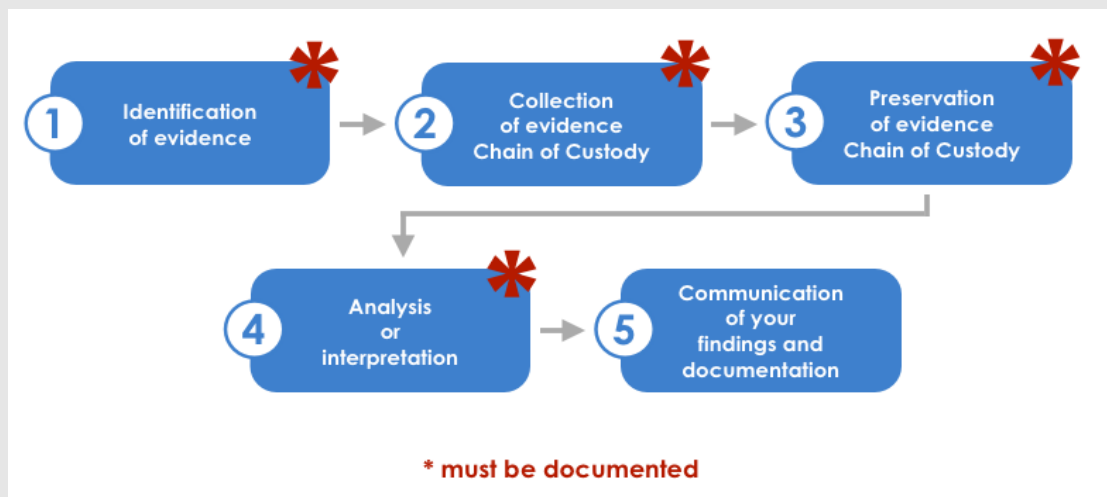 1
Identification
of evidence
*
2
Collection
of evidence
Chain of Custody
*
3
Preservation
of evidence
Chain of Custody
*
4
Analysis
or
interpretation
*
5
Communication
of your
findings and
documentation
* must be documented